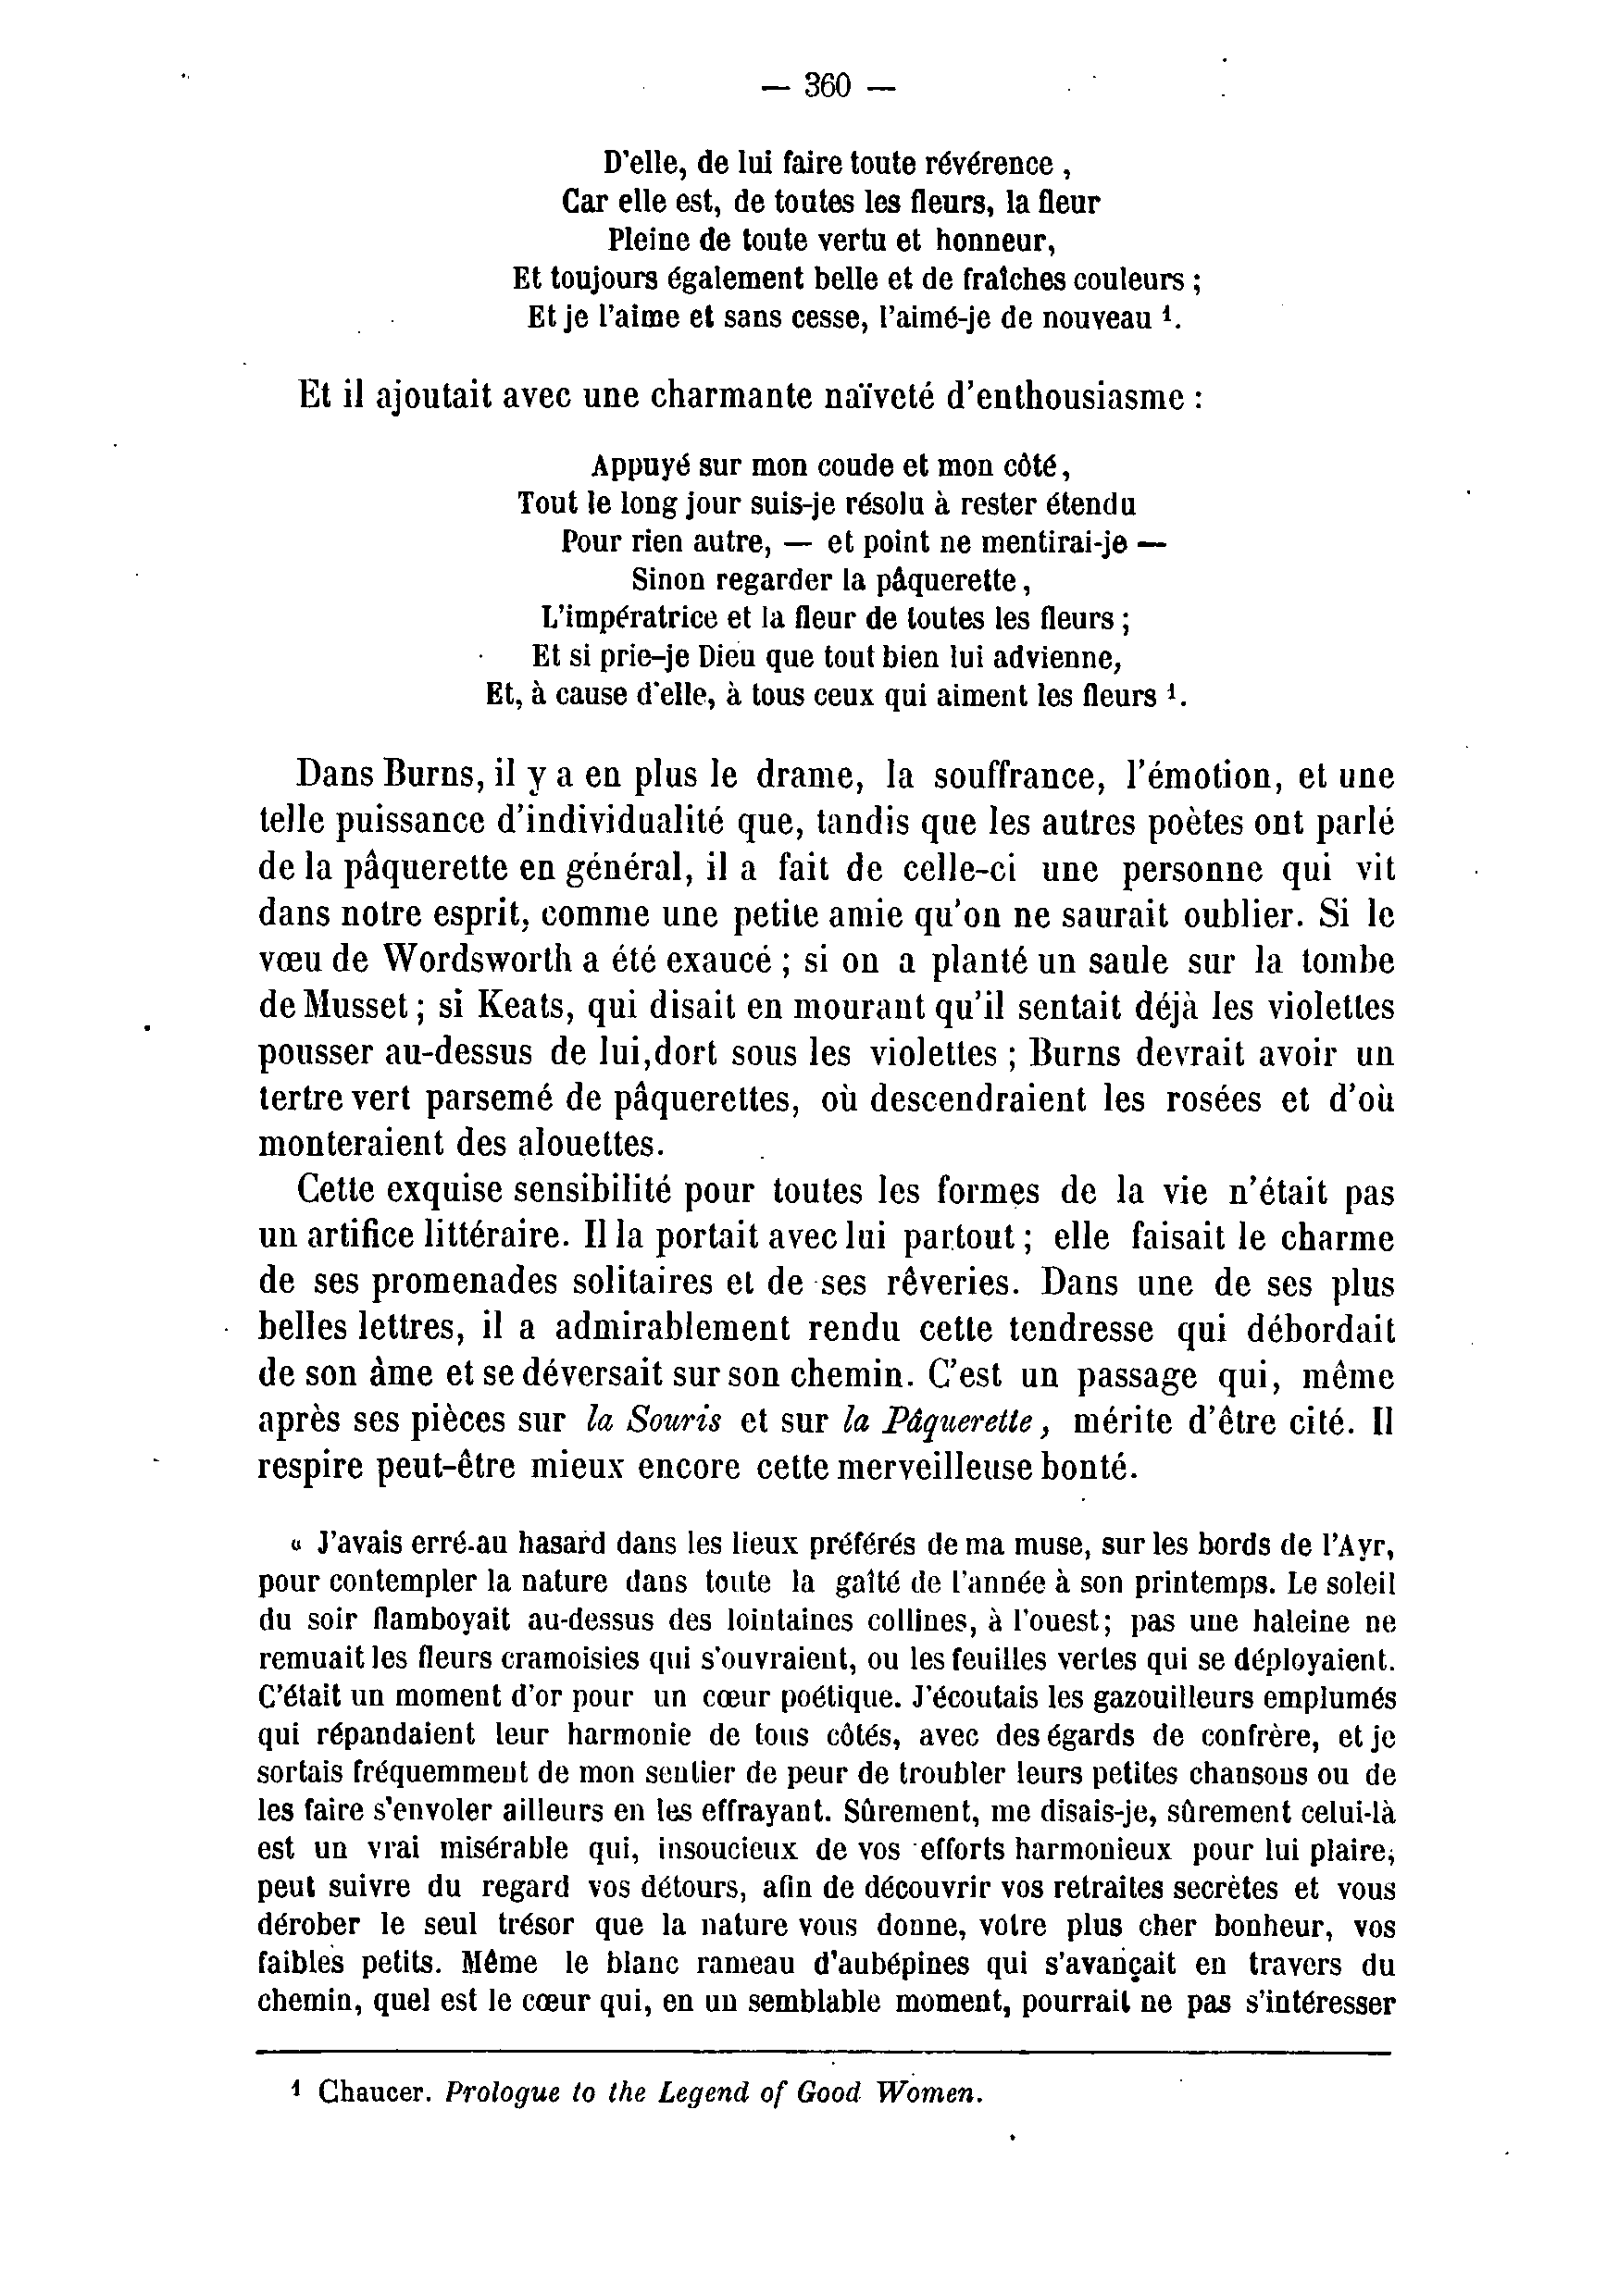 — 360 —
D'elle, de lui faire toute révérence,
Car elle est, de toutes les fleurs, la fleur
Pleine de toute vertu et honneur,
Et toujours également belle et de fraîches couleurs ;
Et je l'aime et sans cesse, l'aimé-je de nouveau ¹.
Et il ajoutait avec une charmante naïveté d'enthousiasme :
Appuyé sur mon coude et mon côté,
Tout le long jour suis-je résolu à rester étendu
Pour rien autre, — et point ne mentirai-je —
Sinon regarder la pâquerette,
L'impératrice et la fleur de toutes les fleurs ;
Et si prie-je Dieu que tout bien lui advienne,
Et, à cause d'elle, à tous ceux qui aiment les fleurs ¹.
Dans Burns, il y a en plus le drame, la souffrance, l'émotion, et une
telle puissance d'individualité que, tandis que les autres poètes ont parlé
de la pâquerette en général, il a fait de celle-ci une personne qui vit
dans notre esprit, comme une petite amie qu'on ne saurait oublier. Si le
vœu de Wordsworth a été exaucé ; si on a planté un saule sur la tombe
de Musset ; si Keats, qui disait en mourant qu'il sentait déjà les violettes
pousser au-dessus de lui, dort sous les violettes ; Burns devrait avoir un
tertre vert parsemé de pâquerettes, où descendraient les rosées et d'où
monteraient des alouettes.
Cette exquise sensibilité pour toutes les formes de la vie n'était pas
un artifice littéraire. Il la portait avec lui partout ; elle faisait le charme
de ses promenades solitaires et de ses rêveries. Dans une de ses plus
belles lettres, il a admirablement rendu cette tendresse qui débordait
de son âme et se déversait sur son chemin. C'est un passage qui, même
après ses pièces sur la Souris et sur la Pâquerette, mérite d'être cité. Il
respire peut-être mieux encore cette merveilleuse bonté.
« J'avais erré au hasard dans les lieux préférés de ma muse, sur les bords de l'Ayr,
pour contempler la nature dans toute la gaîté de l'année à son printemps. Le soleil
du soir flamboyait au-dessus des lointaines collines, à l'ouest; pas une haleine ne
remuait les fleurs cramoisies qui s'ouvraient, ou les feuilles vertes qui se déployaient.
C'était un moment d'or pour un cœur poétique. J'écoutais les gazouilleurs emplumés
qui répandaient leur harmonie de tous côtés, avec des égards de confrère, et je
sortais fréquemment de mon sentier de peur de troubler leurs petites chansons ou de
les faire s'envoler ailleurs en les effrayant. Sûrement, me disais-je, sûrement celui-là
est un vrai misérable qui, insoucieux de vos efforts harmonieux pour lui plaire,
peut suivre du regard vos détours, afin de découvrir vos retraites secrètes et vous
dérober le seul trésor que la nature vous donne, votre plus cher bonheur, vos
faibles petits. Même le blanc rameau d'aubépines qui s'avançait en travers du
chemin, quel est le cœur qui, en un semblable moment, pourrait ne pas s'intéresser
¹ Chaucer. Prologue to the Legend of Good Women.